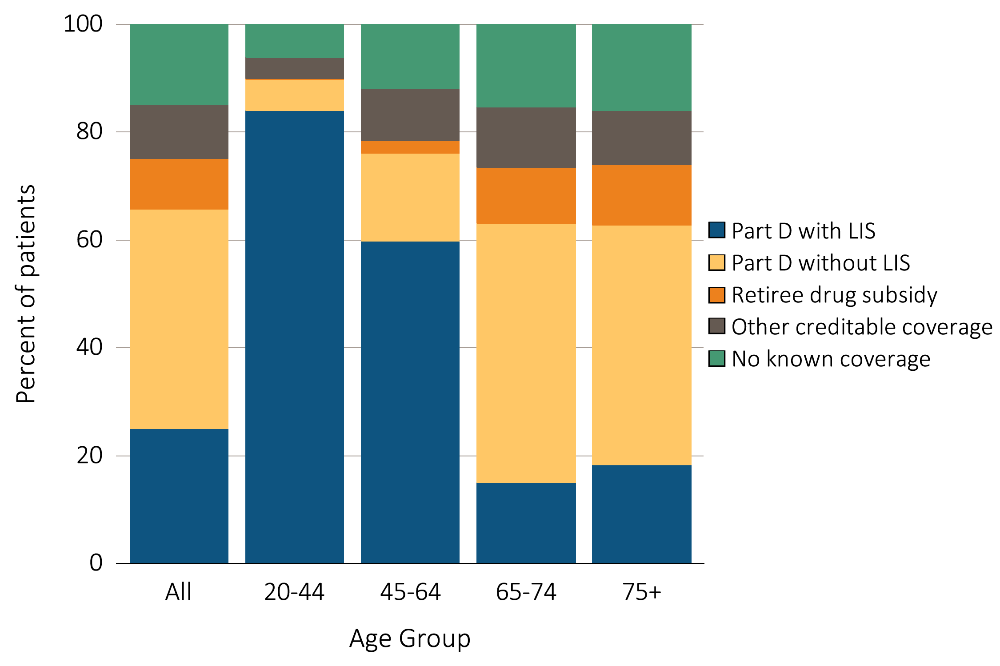 Percent of patients
100
80
60
40
20
0
All
20-44
45-64
65-74
75+
Age Group
Part D with LIS
Part D without LIS
Retiree drug subsidy
Other creditable coverage
No known coverage